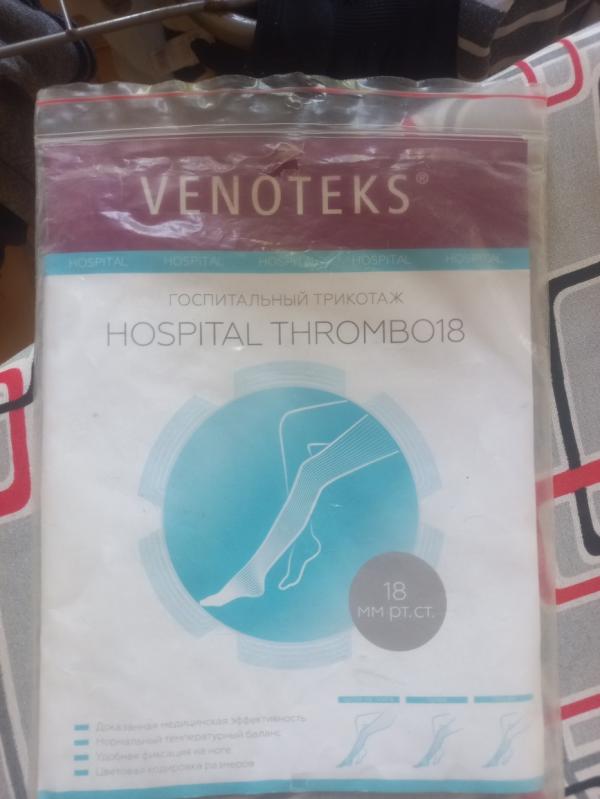 VENOTEKS®
HOSPITAL HOSPITAL HOSPITAL HOSPITAL HOSPITAL
ГОСПИТАЛЬНЫЙ ТРИКОТАЖ
HOSPITAL THROMBO18
18
ММ РТ.СТ.
Доказанная медицинская эффективность
Нормальный температурный баланс
Удобная фиксация на ноге
Цветовая кодировка размеров